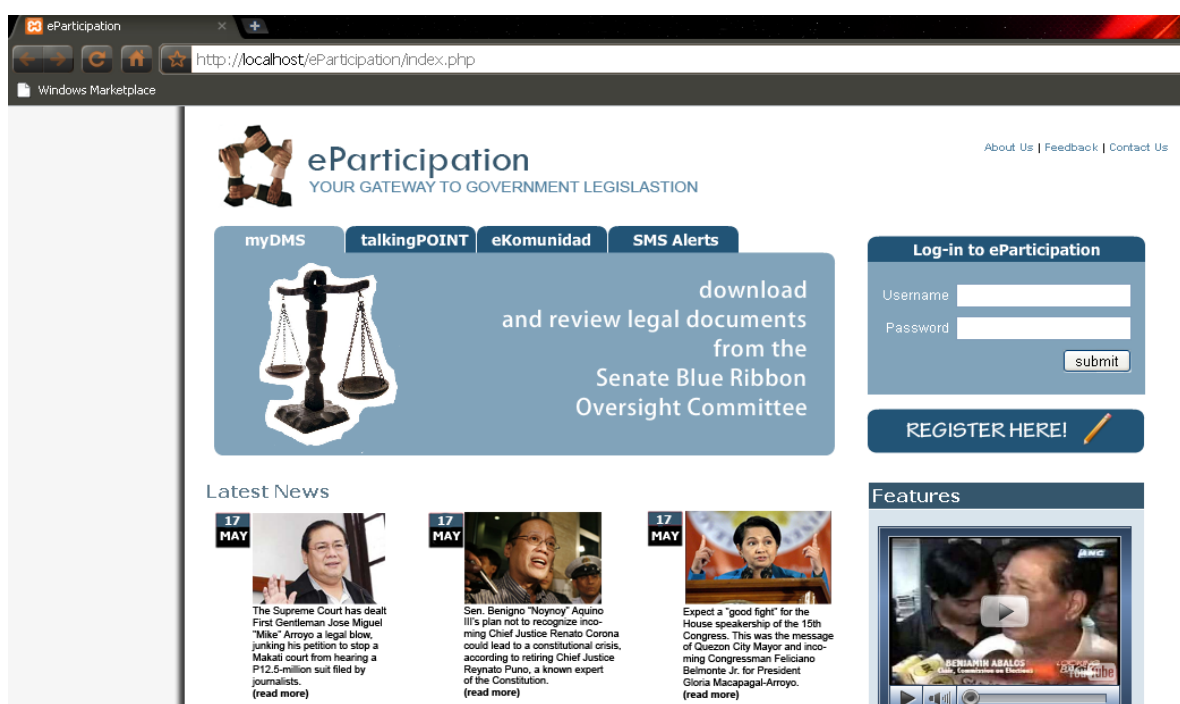 eParticipation
http://localhost/eParticipation/index.php
Windows Marketplace
eParticipation
YOUR GATEWAY TO GOVERNMENT LEGISLASTION
About Us | Feedback | Contact Us
myDMS
talkingPOINT
eKomunidad
SMS Alerts
download
and review legal documents
from the
Senate Blue Ribbon
Oversight Committee
Log-in to eParticipation
Username
Password
submit
REGISTER HERE!
Latest News
17
MAY
The Supreme Court has dealt
First Gentleman Jose Miguel
"Mike" Arroyo a legal blow,
junking his petition to stop a
Makati court from hearing a
P12.5-million suit filed by
journalists.
(read more)
17
MAY
Sen. Benigno "Noynoy" Aquino
III's plan not to recognize inco-
ming Chief Justice Renato Corona
could lead to a constitutional crisis,
according to retiring Chief Justice
Reynato Puno, a known expert
of the Constitution.
(read more)
17
MAY
Expect a "good fight" for the
House speakership of the 15th
Congress. This was the message
of Quezon City Mayor and inco-
ming Congressman Feliciano
Belmonte Jr. for President
Gloria Macapagal-Arroyo.
(read more)
Features
ANC
BENJAMIN ABALOS
Chair, Commission on Elections
YouTube